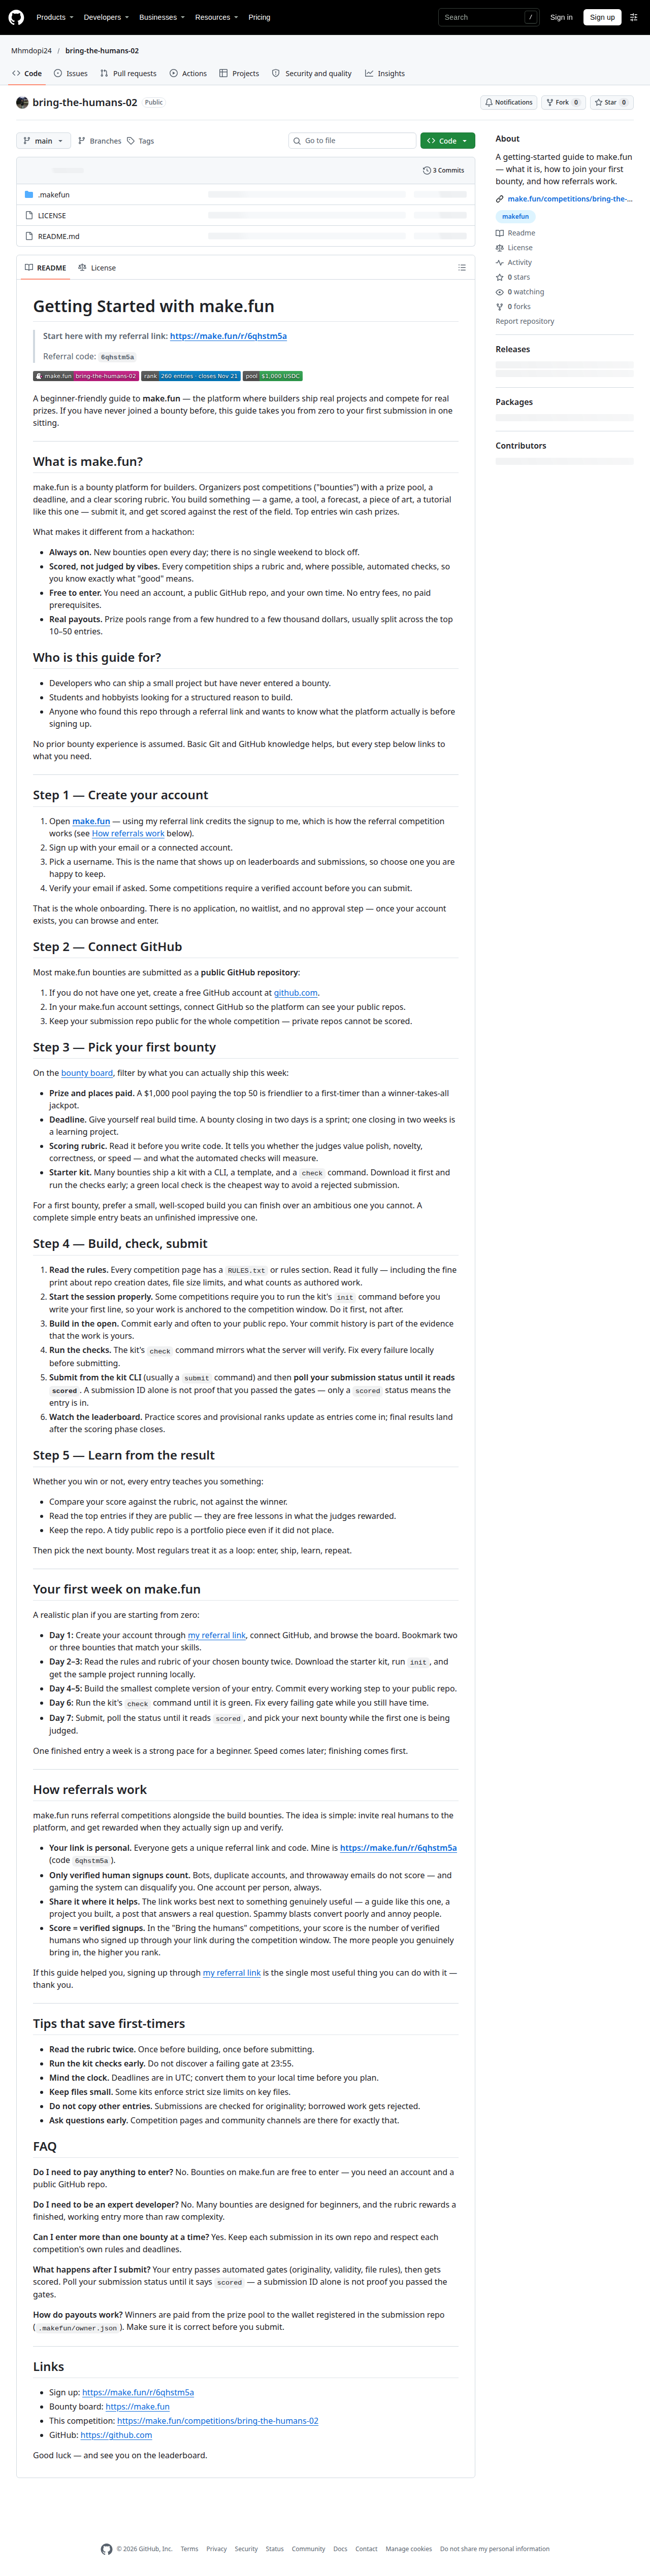 Products Developers Businesses Resources Pricing Search / Sign in Sign up
Mhmdopi24 / bring-the-humans-02
Code Issues Pull requests Actions Projects Security and quality Insights
bring-the-humans-02 Public Notifications Fork 0 Star 0
main Branches Tags Go to file Code
3 Commits
.makefun
LICENSE
README.md
About
A getting-started guide to make.fun
— what it is, how to join your first
bounty, and how referrals work.
make.fun/competitions/bring-the-...
makefun
Readme
License
Activity
0 stars
0 watching
0 forks
Report repository
Releases
Packages
Contributors
README License
Getting Started with make.fun
Start here with my referral link: https://make.fun/r/6qhstm5a
Referral code: 6qhstm5a
make.fun bring-the-humans-02 rank 260 entries · closes Nov 21 pool $1,000 USDC
A beginner-friendly guide to make.fun — the platform where builders ship real projects and compete for real
prizes. If you have never joined a bounty before, this guide takes you from zero to your first submission in one
sitting.
What is make.fun?
make.fun is a bounty platform for builders. Organizers post competitions ("bounties") with a prize pool, a
deadline, and a clear scoring rubric. You build something — a game, a tool, a forecast, a piece of art, a tutorial
like this one — submit it, and get scored against the rest of the field. Top entries win cash prizes.
What makes it different from a hackathon:
• Always on. New bounties open every day; there is no single weekend to block off.
• Scored, not judged by vibes. Every competition ships a rubric and, where possible, automated checks, so
you know exactly what "good" means.
• Free to enter. You need an account, a public GitHub repo, and your own time. No entry fees, no paid
prerequisites.
• Real payouts. Prize pools range from a few hundred to a few thousand dollars, usually split across the top
10–50 entries.
Who is this guide for?
• Developers who can ship a small project but have never entered a bounty.
• Students and hobbyists looking for a structured reason to build.
• Anyone who found this repo through a referral link and wants to know what the platform actually is before
signing up.
No prior bounty experience is assumed. Basic Git and GitHub knowledge helps, but every step below links to
what you need.
Step 1 — Create your account
1. Open make.fun — using my referral link credits the signup to me, which is how the referral competition
works (see How referrals work below).
2. Sign up with your email or a connected account.
3. Pick a username. This is the name that shows up on leaderboards and submissions, so choose one you are
happy to keep.
4. Verify your email if asked. Some competitions require a verified account before you can submit.
That is the whole onboarding. There is no application, no waitlist, and no approval step — once your account
exists, you can browse and enter.
Step 2 — Connect GitHub
Most make.fun bounties are submitted as a public GitHub repository:
1. If you do not have one yet, create a free GitHub account at github.com.
2. In your make.fun account settings, connect GitHub so the platform can see your public repos.
3. Keep your submission repo public for the whole competition — private repos cannot be scored.
Step 3 — Pick your first bounty
On the bounty board, filter by what you can actually ship this week:
• Prize and places paid. A $1,000 pool paying the top 50 is friendlier to a first-timer than a winner-takes-all
jackpot.
• Deadline. Give yourself real build time. A bounty closing in two days is a sprint; one closing in two weeks is
a learning project.
• Scoring rubric. Read it before you write code. It tells you whether the judges value polish, novelty,
correctness, or speed — and what the automated checks will measure.
• Starter kit. Many bounties ship a kit with a CLI, a template, and a check command. Download it first and
run the checks early; a green local check is the cheapest way to avoid a rejected submission.
For a first bounty, prefer a small, well-scoped build you can finish over an ambitious one you cannot. A
complete simple entry beats an unfinished impressive one.
Step 4 — Build, check, submit
1. Read the rules. Every competition page has a RULES.txt or rules section. Read it fully — including the fine
print about repo creation dates, file size limits, and what counts as authored work.
2. Start the session properly. Some competitions require you to run the kit's init command before you
write your first line, so your work is anchored to the competition window. Do it first, not after.
3. Build in the open. Commit early and often to your public repo. Your commit history is part of the evidence
that the work is yours.
4. Run the checks. The kit's check command mirrors what the server will verify. Fix every failure locally
before submitting.
5. Submit from the kit CLI (usually a submit command) and then poll your submission status until it reads
scored. A submission ID alone is not proof that you passed the gates — only a scored status means the
entry is in.
6. Watch the leaderboard. Practice scores and provisional ranks update as entries come in; final results land
after the scoring phase closes.
Step 5 — Learn from the result
Whether you win or not, every entry teaches you something:
• Compare your score against the rubric, not against the winner.
• Read the top entries if they are public — they are free lessons in what the judges rewarded.
• Keep the repo. A tidy public repo is a portfolio piece even if it did not place.
Then pick the next bounty. Most regulars treat it as a loop: enter, ship, learn, repeat.
Your first week on make.fun
A realistic plan if you are starting from zero:
• Day 1: Create your account through my referral link, connect GitHub, and browse the board. Bookmark two
or three bounties that match your skills.
• Day 2–3: Read the rules and rubric of your chosen bounty twice. Download the starter kit, run init, and
get the sample project running locally.
• Day 4–5: Build the smallest complete version of your entry. Commit every working step to your public repo.
• Day 6: Run the kit's check command until it is green. Fix every failing gate while you still have time.
• Day 7: Submit, poll the status until it reads scored, and pick your next bounty while the first one is being
judged.
One finished entry a week is a strong pace for a beginner. Speed comes later; finishing comes first.
How referrals work
make.fun runs referral competitions alongside the build bounties. The idea is simple: invite real humans to the
platform, and get rewarded when they actually sign up and verify.
• Your link is personal. Everyone gets a unique referral link and code. Mine is https://make.fun/r/6qhstm5a
(code 6qhstm5a).
• Only verified human signups count. Bots, duplicate accounts, and throwaway emails do not score — and
gaming the system can disqualify you. One account per person, always.
• Share it where it helps. The link works best next to something genuinely useful — a guide like this one, a
project you built, a post that answers a real question. Spammy blasts convert poorly and annoy people.
• Score = verified signups. In the "Bring the humans" competitions, your score is the number of verified
humans who signed up through your link during the competition window. The more people you genuinely
bring in, the higher you rank.
If this guide helped you, signing up through my referral link is the single most useful thing you can do with it —
thank you.
Tips that save first-timers
• Read the rubric twice. Once before building, once before submitting.
• Run the kit checks early. Do not discover a failing gate at 23:55.
• Mind the clock. Deadlines are in UTC; convert them to your local time before you plan.
• Keep files small. Some kits enforce strict size limits on key files.
• Do not copy other entries. Submissions are checked for originality; borrowed work gets rejected.
• Ask questions early. Competition pages and community channels are there for exactly that.
FAQ
Do I need to pay anything to enter? No. Bounties on make.fun are free to enter — you need an account and a
public GitHub repo.
Do I need to be an expert developer? No. Many bounties are designed for beginners, and the rubric rewards a
finished, working entry more than raw complexity.
Can I enter more than one bounty at a time? Yes. Keep each submission in its own repo and respect each
competition's own rules and deadlines.
What happens after I submit? Your entry passes automated gates (originality, validity, file rules), then gets
scored. Poll your submission status until it says scored — a submission ID alone is not proof you passed the
gates.
How do payouts work? Winners are paid from the prize pool to the wallet registered in the submission repo
(.makefun/owner.json). Make sure it is correct before you submit.
Links
• Sign up: https://make.fun/r/6qhstm5a
• Bounty board: https://make.fun
• This competition: https://make.fun/competitions/bring-the-humans-02
• GitHub: https://github.com
Good luck — and see you on the leaderboard.
© 2026 GitHub, Inc. Terms Privacy Security Status Community Docs Contact Manage cookies Do not share my personal information